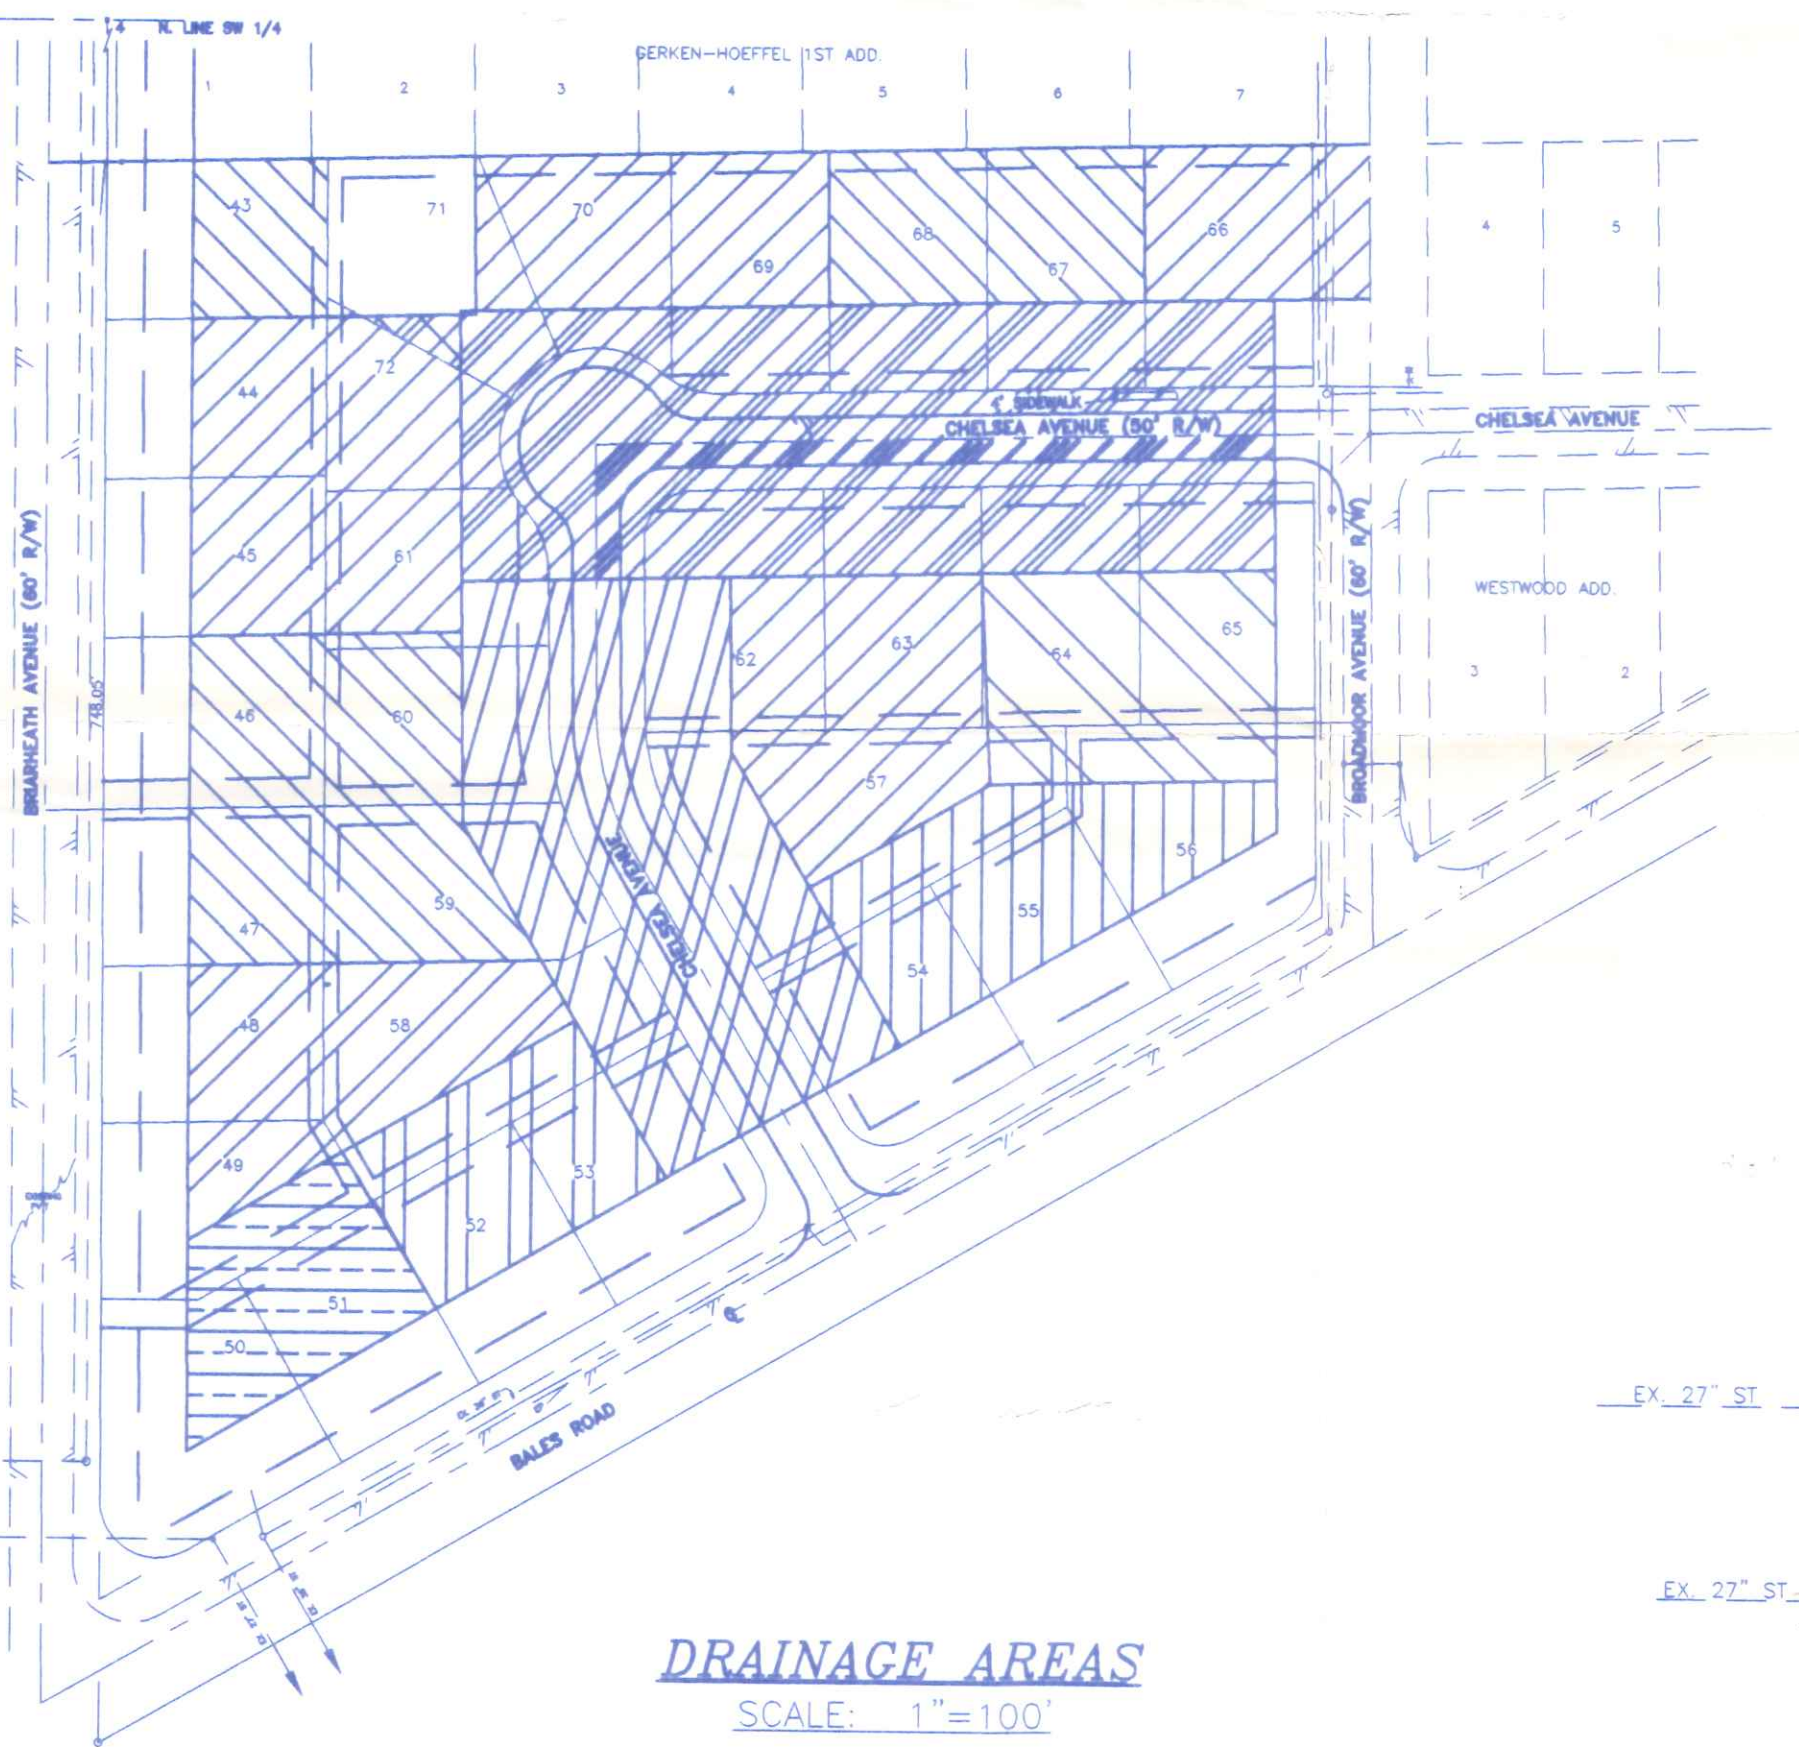 4
N. LINE SW 1/4
GERKEN-HOEFFEL 1ST ADD.
1 2 3 4 5 6 7
43 71 70 69 68 67 66
4 5
44 72
4' SIDEWALK
CHELSEA AVENUE (50' R/W)
CHELSEA AVENUE
45 61
BRIARHEATH AVENUE (60' R/W)
748.05'
BROADMOOR AVENUE (60' R/W)
WESTWOOD ADD.
3 2
46 60 62 63 64 65
57
CHELSEA AVENUE
47 59 54 55 56
48 58
49 53
52
51
50
BALES ROAD
EX. 27" ST
EX. 27" ST
DRAINAGE AREAS
SCALE: 1"=100'